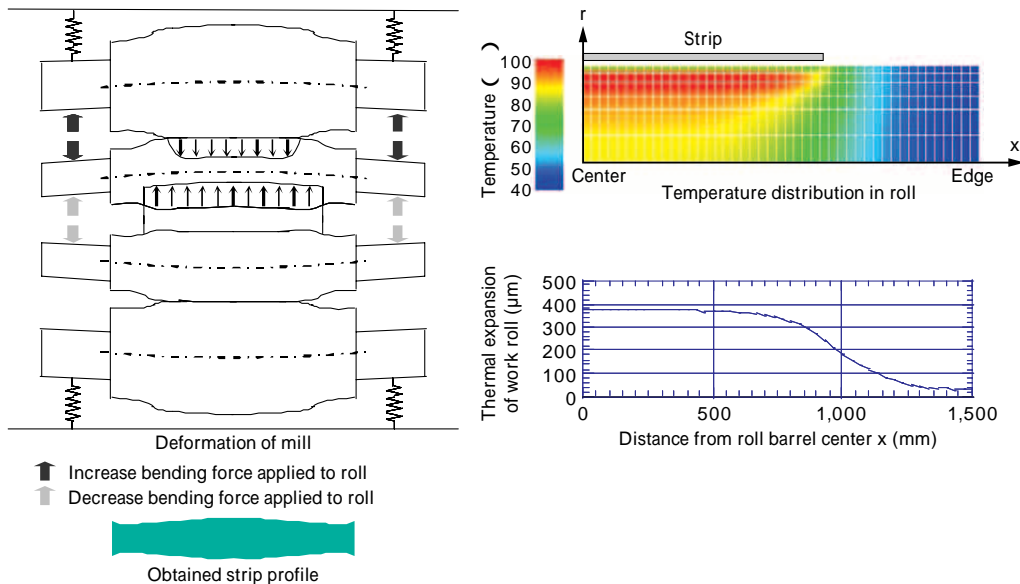 Deformation of mill
Increase bending force applied to roll
Decrease bending force applied to roll
Obtained strip profile
r
Strip
Temperature ( )
100
90
80
70
60
50
40
x
Center
Edge
Temperature distribution in roll
Thermal expansion
of work roll (µm)
500
400
300
200
100
0
0
500
1,000
1,500
Distance from roll barrel center x (mm)